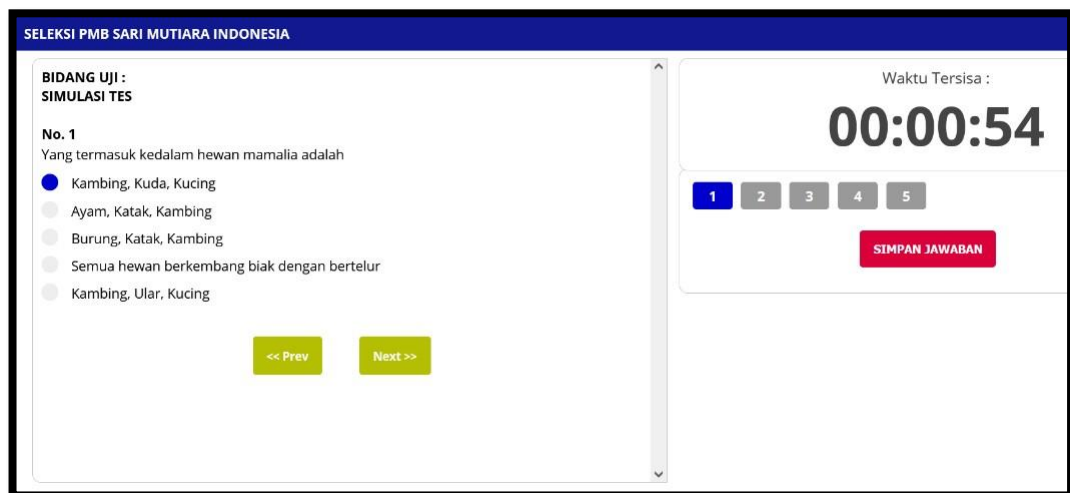 SELEKSI PMB SARI MUTIARA INDONESIA
BIDANG UJI :
SIMULASI TES
No. 1
Yang termasuk kedalam hewan mamalia adalah
Kambing, Kuda, Kucing
Ayam, Katak, Kambing
Burung, Katak, Kambing
Semua hewan berkembang biak dengan bertelur
Kambing, Ular, Kucing
<< Prev
Next >>
Waktu Tersisa :
00:00:54
1 2 3 4 5
SIMPAN JAWABAN